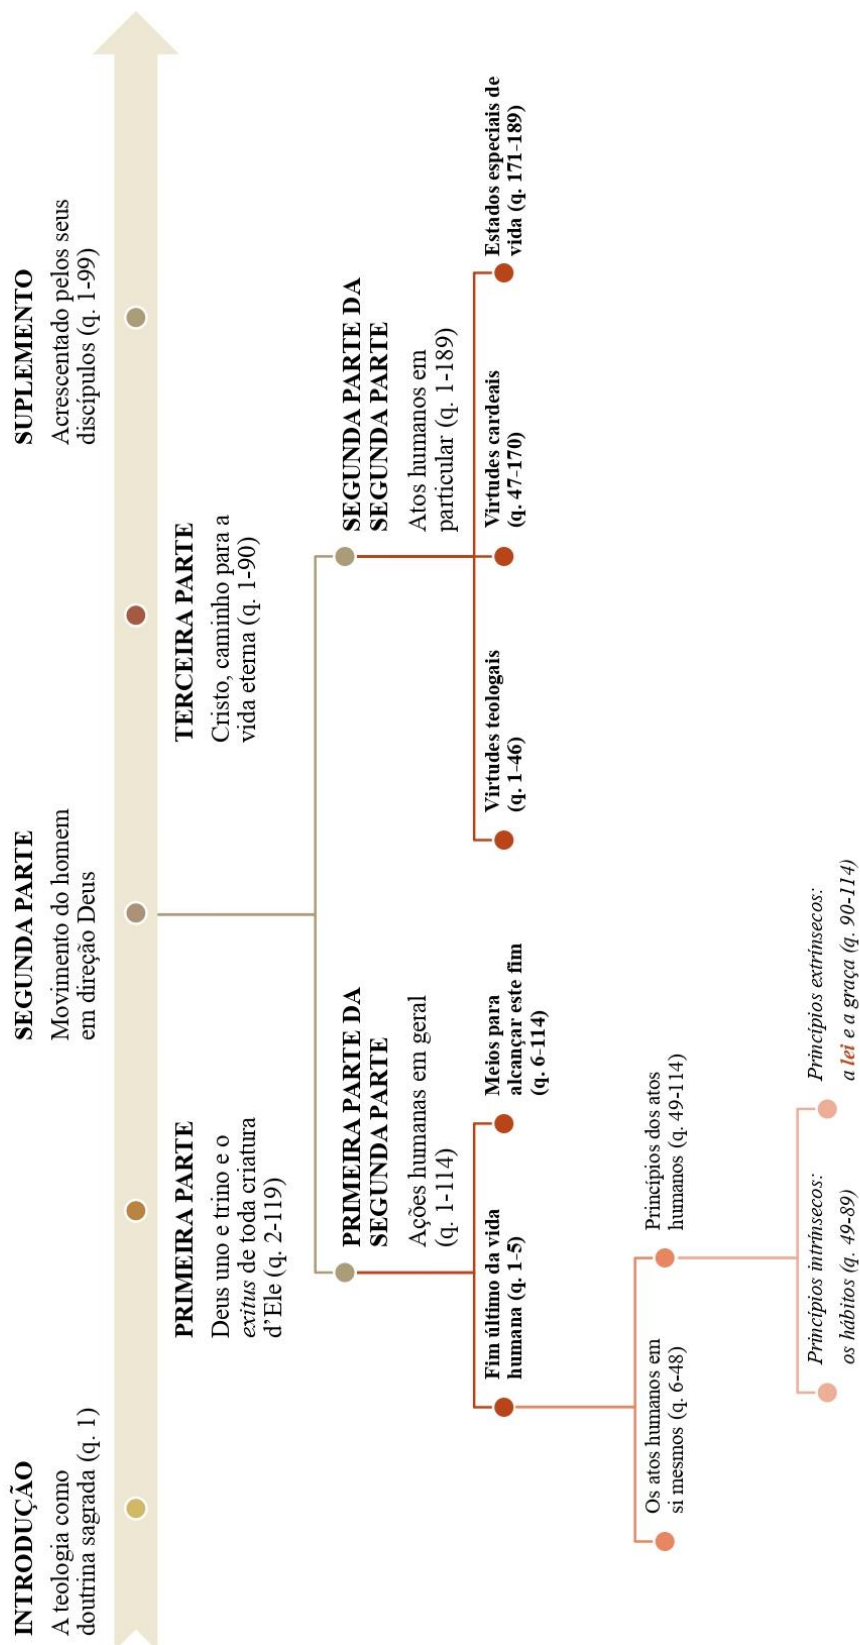 INTRODUÇÃO
A teologia como
doutrina sagrada (q. 1)
PRIMEIRA PARTE
Deus uno e trino e o
exitus de toda criatura
d'Ele (q. 2-119)
SEGUNDA PARTE
Movimento do homem
em direção Deus
TERCEIRA PARTE
Cristo, caminho para a
vida eterna (q. 1-90)
SUPLEMENTO
Acrescentado pelos seus
discípulos (q. 1-99)
PRIMEIRA PARTE DA
SEGUNDA PARTE
Ações humanas em geral
(q. 1-114)
SEGUNDA PARTE DA
SEGUNDA PARTE
Atos humanos em
particular (q. 1-189)
Fim último da vida
humana (q. 1-5)
Meios para
alcançar este fim
(q. 6-114)
Virtudes teologais
(q. 1-46)
Virtudes cardeais
(q. 47-170)
Estados especiais de
vida (q. 171-189)
Os atos humanos em
si mesmos (q. 6-48)
Princípios dos atos
humanos (q. 49-114)
Princípios intrínsecos:
os hábitos (q. 49-89)
Princípios extrínsecos:
a lei e a graça (q. 90-114)